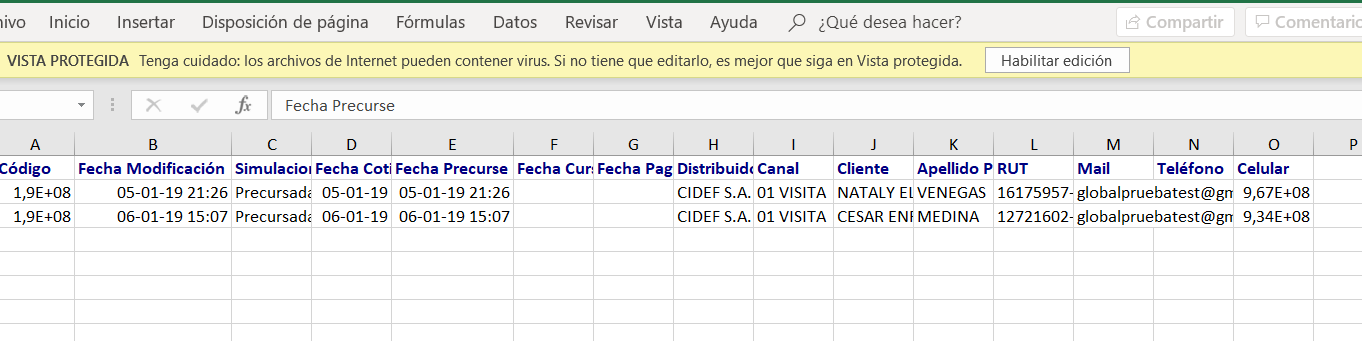 Inicio Insertar Disposición de página Fórmulas Datos Revisar Vista Ayuda ¿Qué desea hacer? Compartir
VISTA PROTEGIDA Tenga cuidado: los archivos de Internet pueden contener virus. Si no tiene que editarlo, es mejor que siga en Vista protegida. Habilitar edición
fx Fecha Precurse
A B C D E F G H I J K L M N O P
Código Fecha Modificación Simulacion Fecha Coti Fecha Precurse Fecha Curs Fecha Pag Distribuido Canal Cliente Apellido P RUT Mail Teléfono Celular
1,9E+08 05-01-19 21:26 Precursada 05-01-19 05-01-19 21:26 CIDEF S.A. 01 VISITA NATALY EL VENEGAS 16175957- globalpruebatest@gm 9,67E+08
1,9E+08 06-01-19 15:07 Precursada 06-01-19 06-01-19 15:07 CIDEF S.A. 01 VISITA CESAR ENR MEDINA 12721602- globalpruebatest@gm 9,34E+08